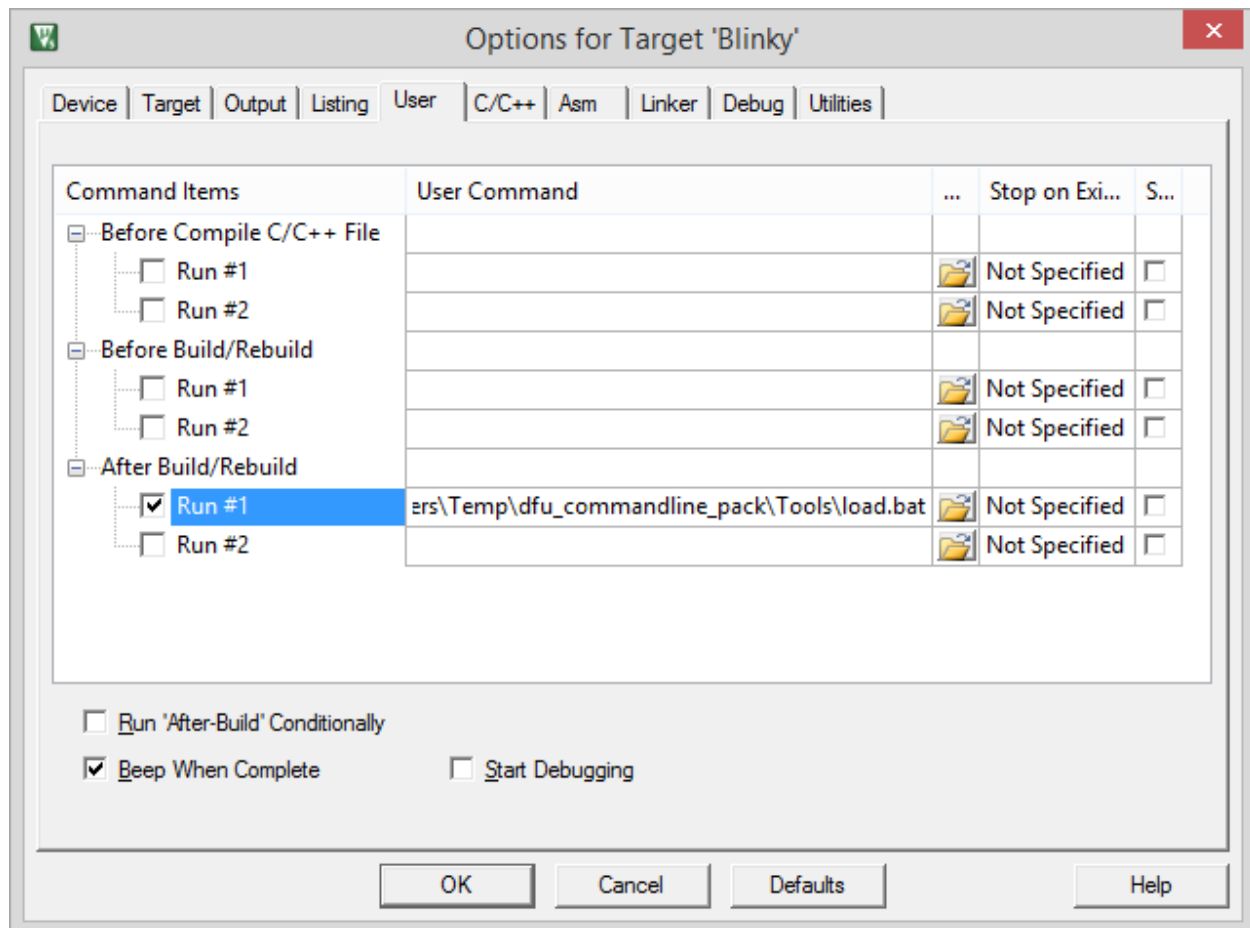 Options for Target 'Blinky'
Device Target Output Listing User C/C++ Asm Linker Debug Utilities
Command Items User Command ... Stop on Exi... S...
Before Compile C/C++ File
Run #1 Not Specified
Run #2 Not Specified
Before Build/Rebuild
Run #1 Not Specified
Run #2 Not Specified
After Build/Rebuild
Run #1 ers\Temp\dfu_commandline_pack\Tools\load.bat Not Specified
Run #2 Not Specified
Run 'After-Build' Conditionally
Beep When Complete Start Debugging
OK Cancel Defaults Help